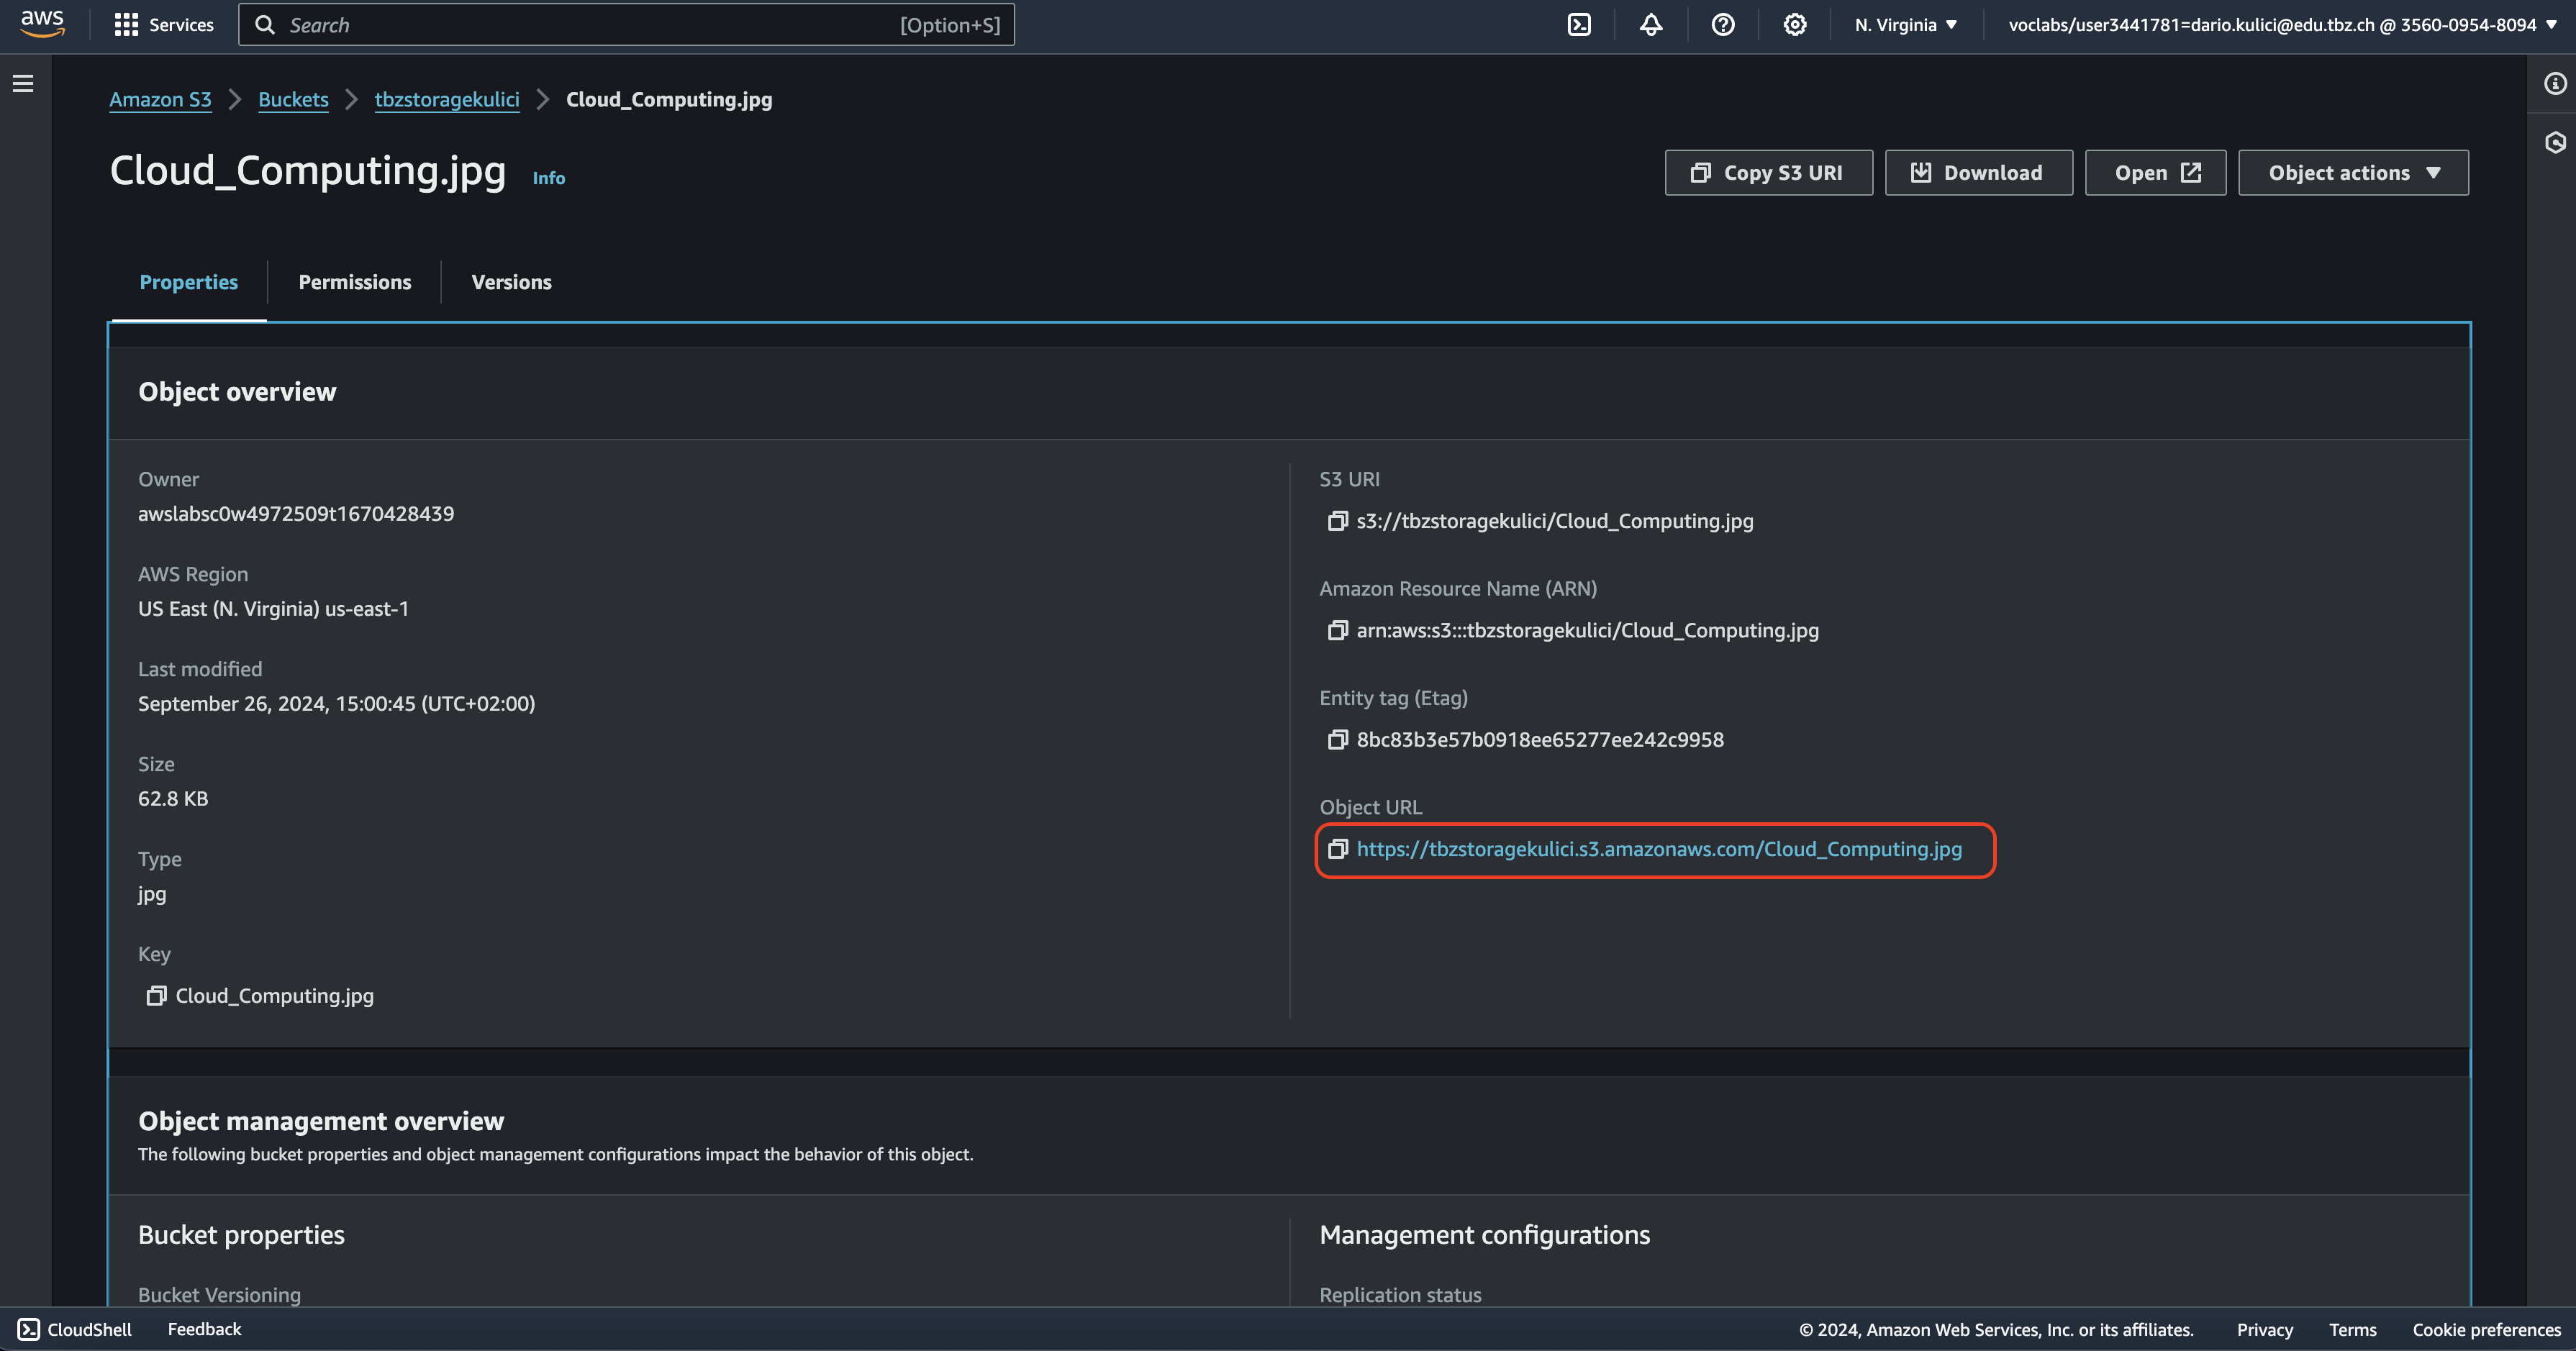 aws
Services
Search
[Option+S]
N. Virginia
voclabs/user3441781=dario.kulici@edu.tbz.ch @ 3560-0954-8094
Amazon S3 > Buckets > tbzstoragekulici > Cloud_Computing.jpg
Cloud_Computing.jpg
Info
Copy S3 URI
Download
Open
Object actions
Properties
Permissions
Versions
Object overview
Owner
awslabsc0w4972509t1670428439
AWS Region
US East (N. Virginia) us-east-1
Last modified
September 26, 2024, 15:00:45 (UTC+02:00)
Size
62.8 KB
Type
jpg
Key
Cloud_Computing.jpg
S3 URI
s3://tbzstoragekulici/Cloud_Computing.jpg
Amazon Resource Name (ARN)
arn:aws:s3:::tbzstoragekulici/Cloud_Computing.jpg
Entity tag (Etag)
8bc83b3e57b0918ee65277ee242c9958
Object URL
https://tbzstoragekulici.s3.amazonaws.com/Cloud_Computing.jpg
Object management overview
The following bucket properties and object management configurations impact the behavior of this object.
Bucket properties
Bucket Versioning
Management configurations
Replication status
CloudShell
Feedback
© 2024, Amazon Web Services, Inc. or its affiliates.
Privacy
Terms
Cookie preferences